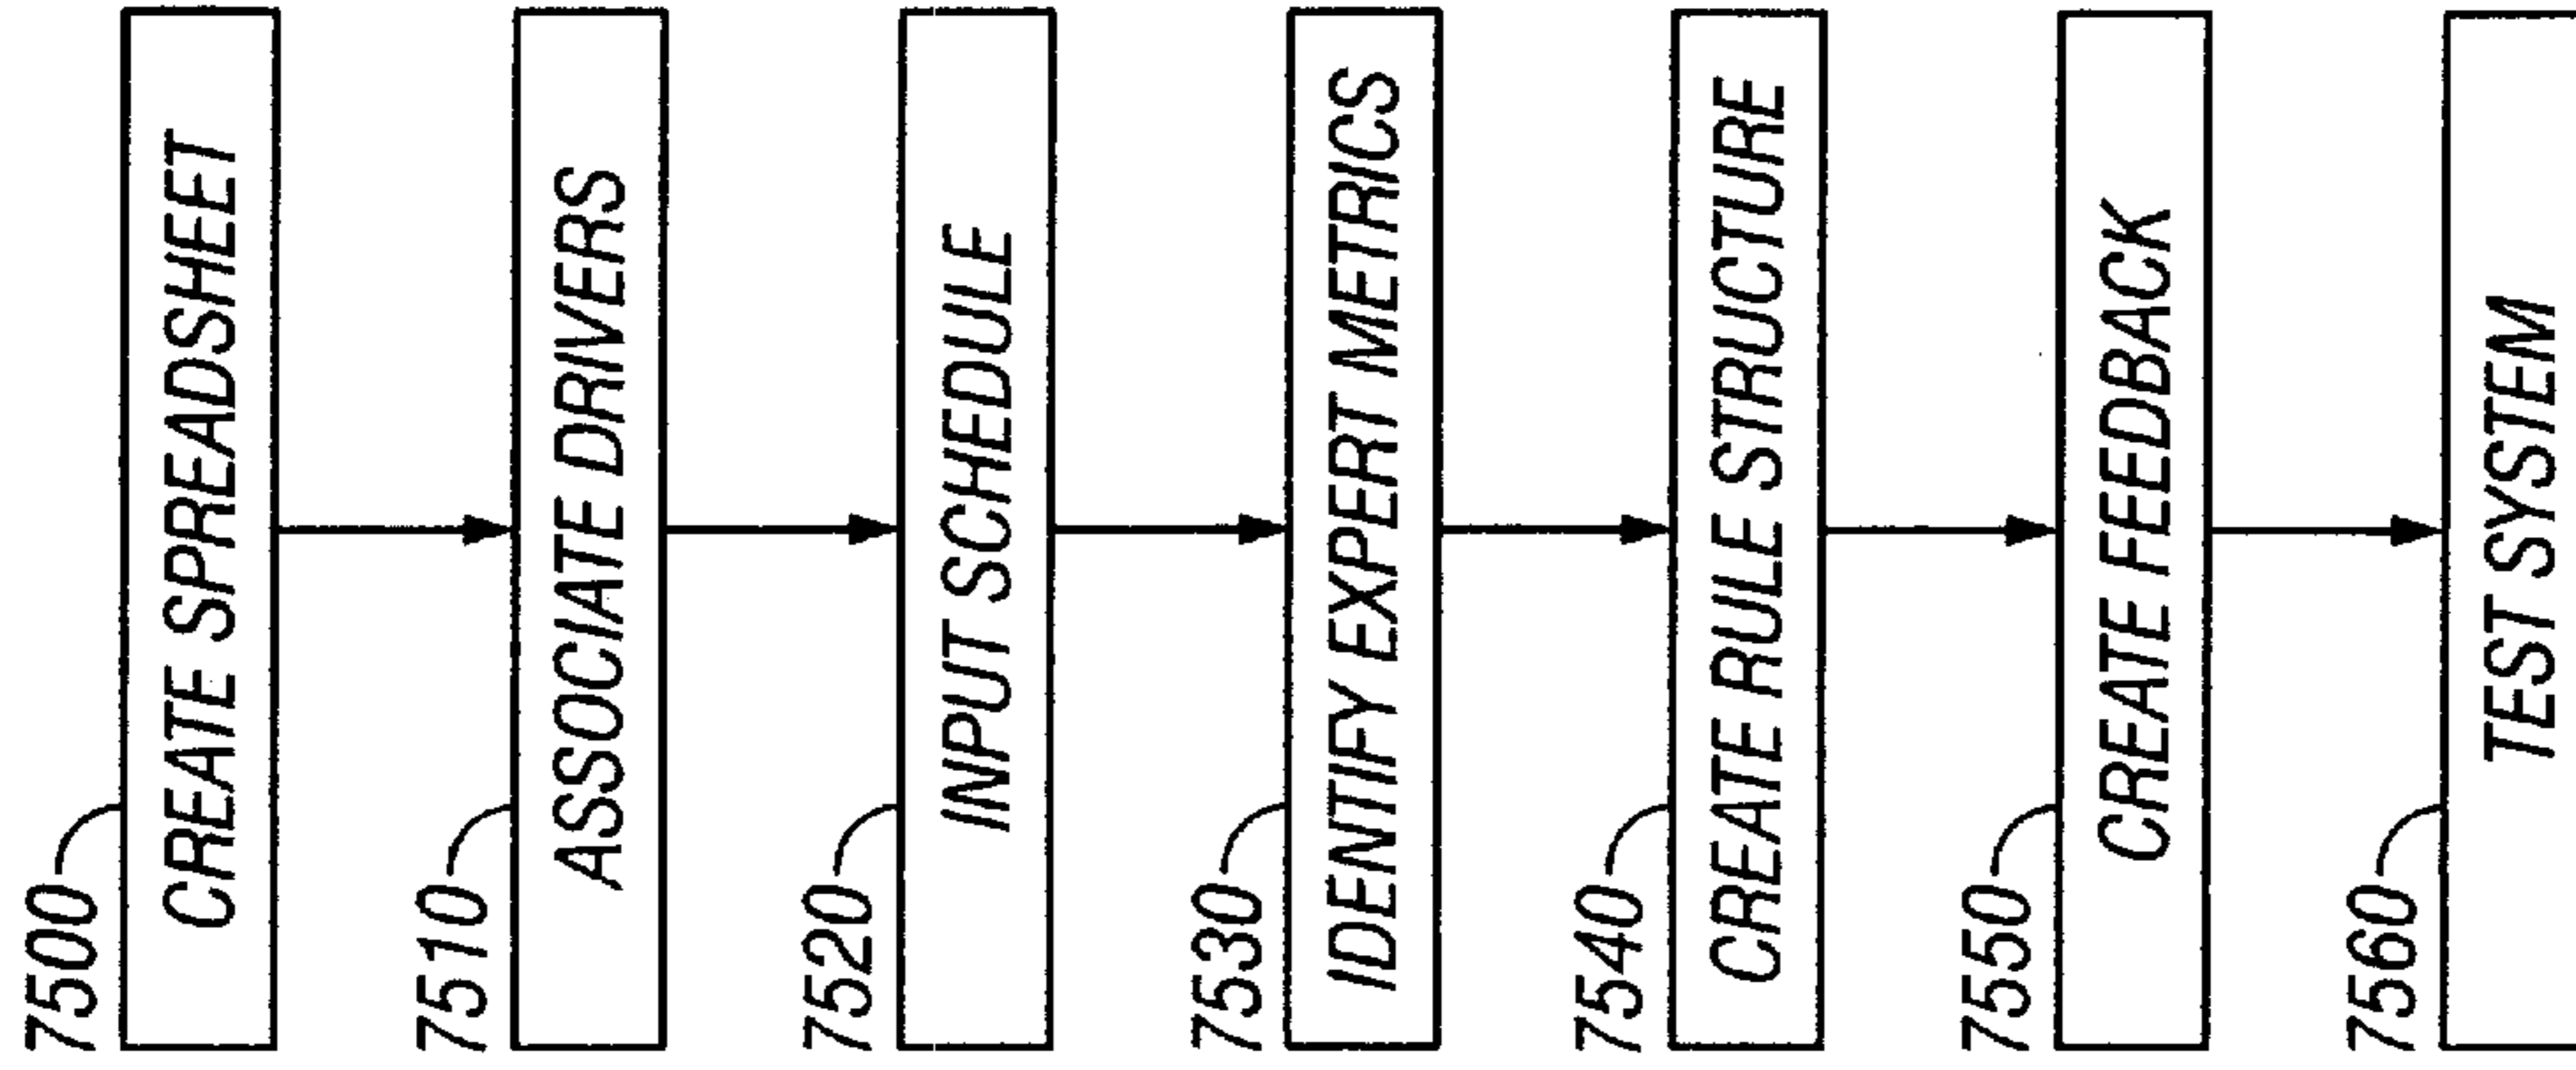 7500
CREATE SPREADSHEET
7510
ASSOCIATE DRIVERS
7520
INPUT SCHEDULE
7530
IDENTIFY EXPERT METRICS
7540
CREATE RULE STRUCTURE
7550
CREATE FEEDBACK
7560
TEST SYSTEM